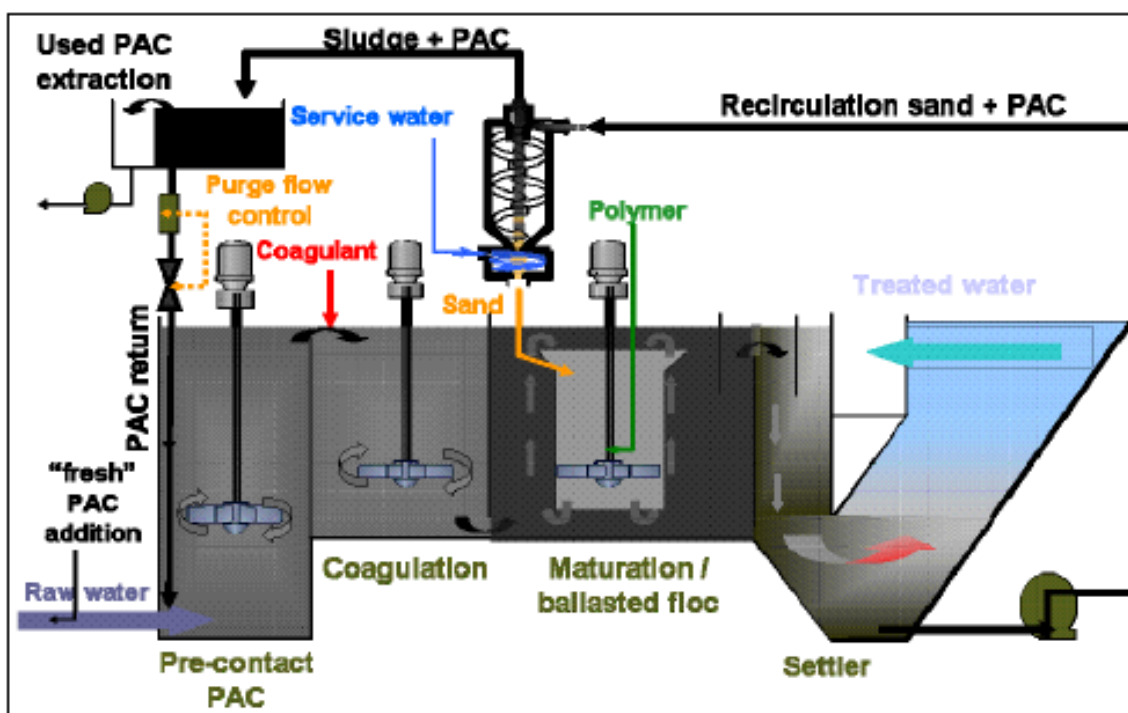 Used PAC
extraction
Sludge + PAC
Service water
Recirculation sand + PAC
Purge flow
control
Polymer
Coagulant
Sand
Treated water
PAC return
"fresh"
PAC
addition
Raw water
Coagulation
Maturation /
ballasted floc
Pre-contact
PAC
Settler